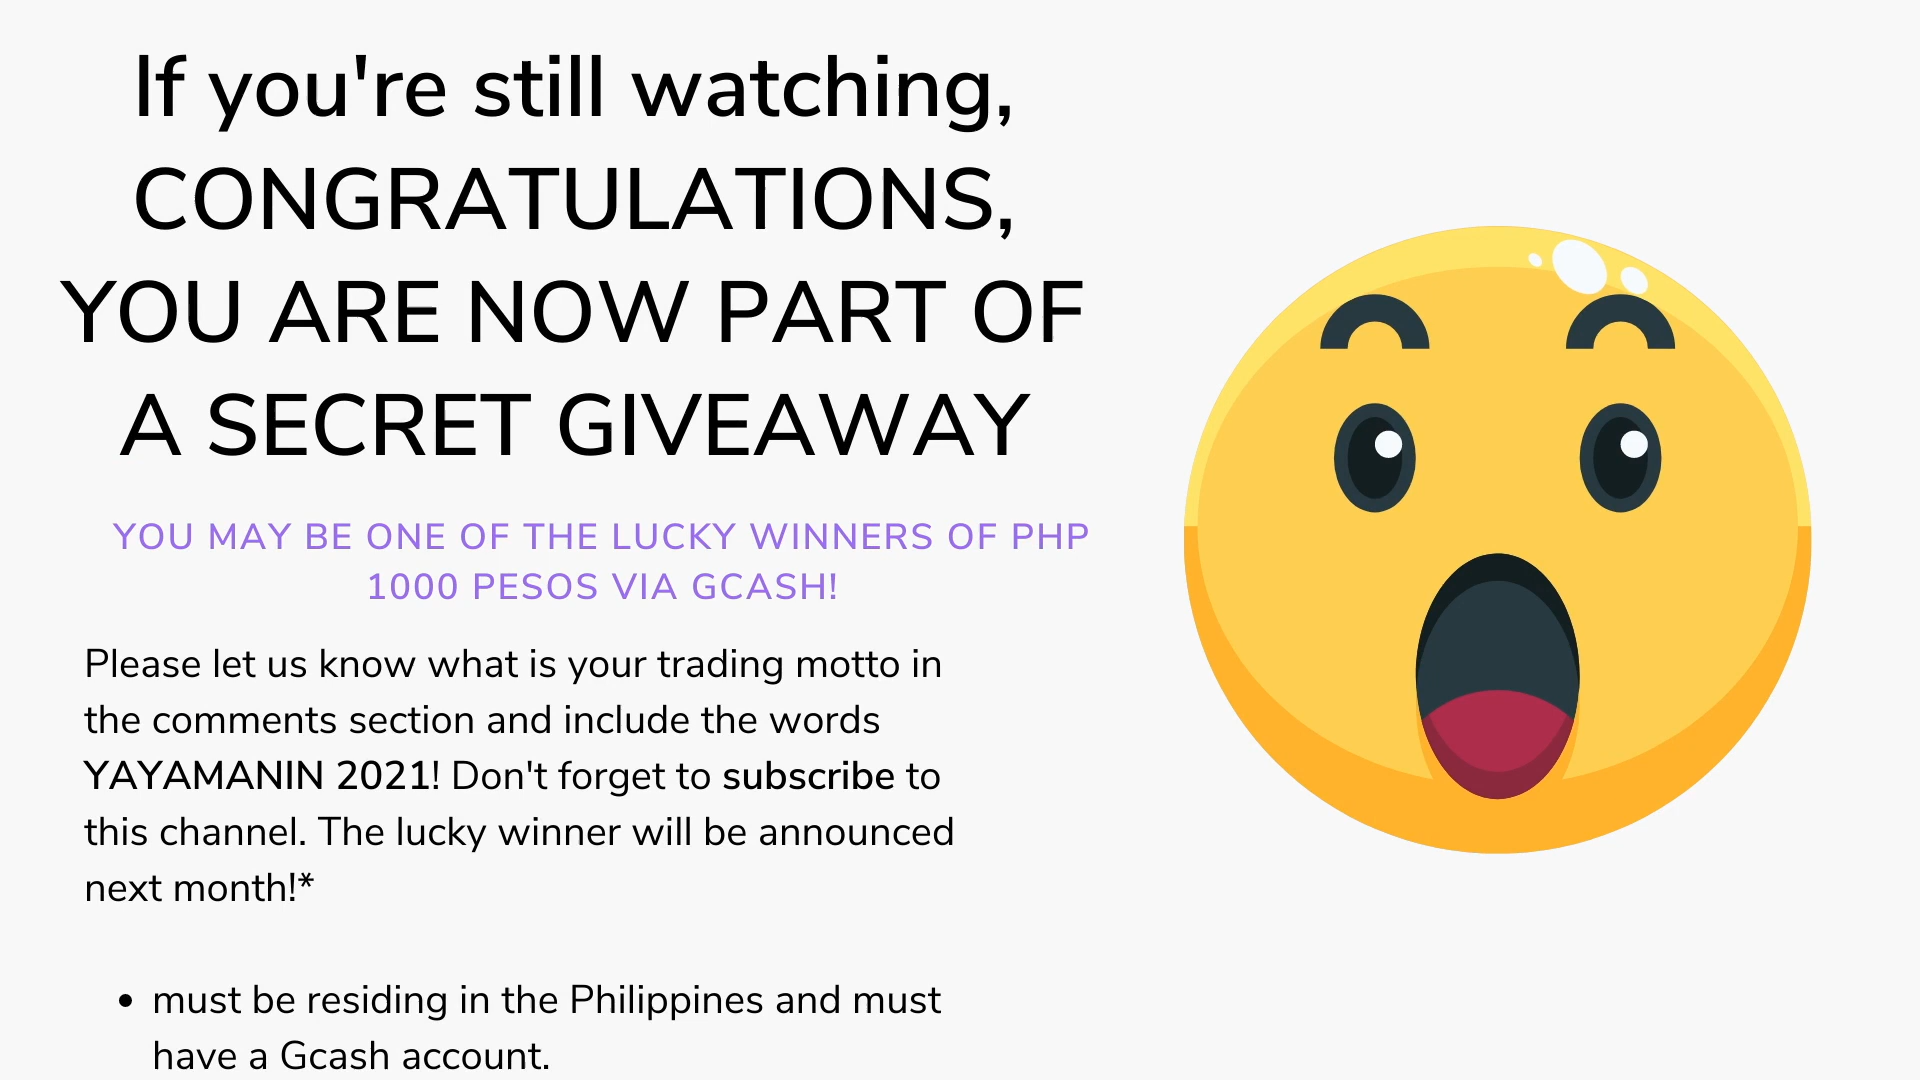 If you're still watching,
CONGRATULATIONS,
YOU ARE NOW PART OF
A SECRET GIVEAWAY
YOU MAY BE ONE OF THE LUCKY WINNERS OF PHP
1000 PESOS VIA GCASH!
Please let us know what is your trading motto in
the comments section and include the words
YAYAMANIN 2021! Don't forget to subscribe to
this channel. The lucky winner will be announced
next month!*
• must be residing in the Philippines and must
have a Gcash account.